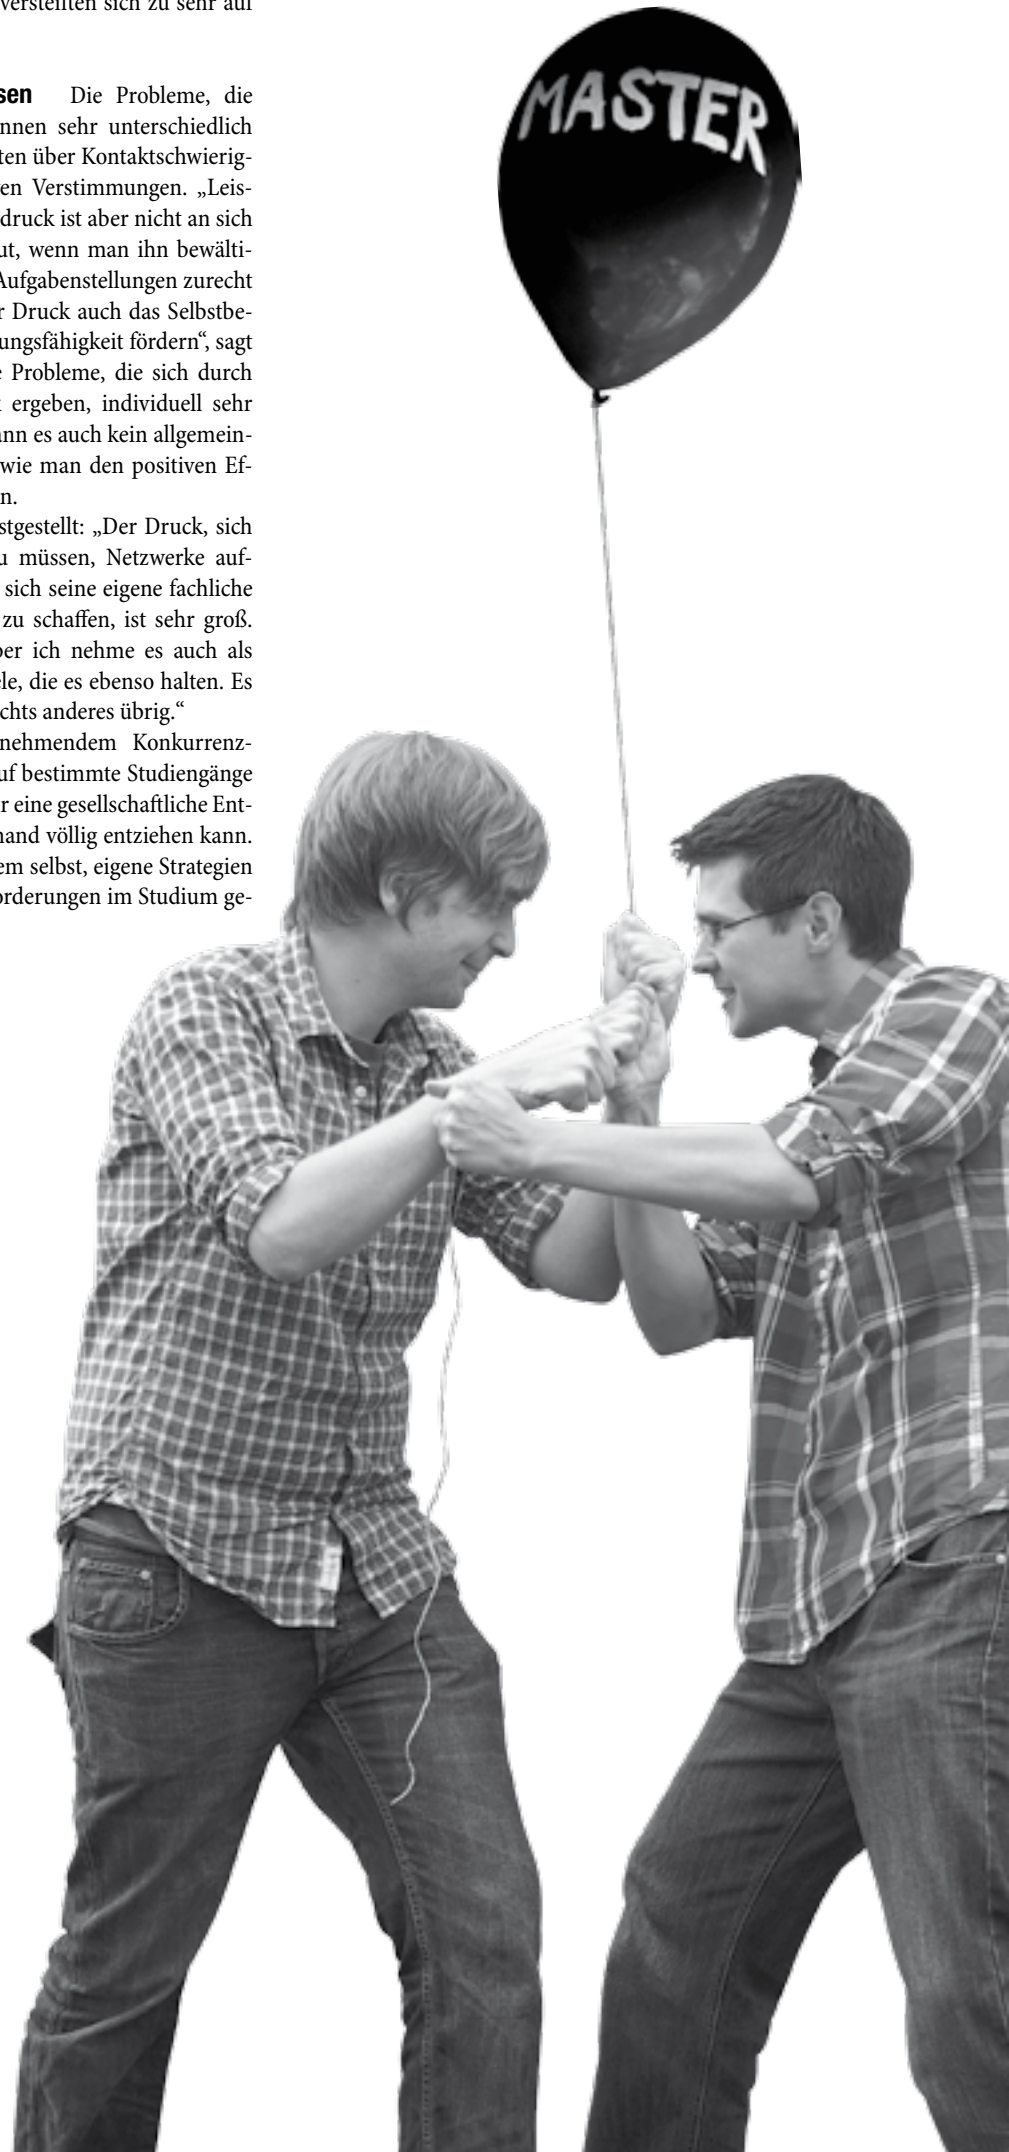 versteiften sich zu sehr auf
sen Die Probleme, die
nnen sehr unterschiedlich
ten über Kontaktschwierig-
en Verstimmungen. „Leis-
druck ist aber nicht an sich
ut, wenn man ihn bewälti-
Aufgabenstellungen zurecht
r Druck auch das Selbstbe-
ungsfähigkeit fördern“, sagt
e Probleme, die sich durch
ergeben, individuell sehr
ann es auch kein allgemein-
wie man den positiven Ef-
n.
stgestellt: „Der Druck, sich
u müssen, Netzwerke auf-
sich seine eigene fachliche
zu schaffen, ist sehr groß.
ber ich nehme es auch als
ele, die es ebenso halten. Es
chts anderes übrig.“
nehmendem Konkurrenz-
uf bestimmte Studiengänge
r eine gesellschaftliche Ent-
mand völlig entziehen kann.
em selbst, eigene Strategien
orderungen im Studium ge-
MASTER